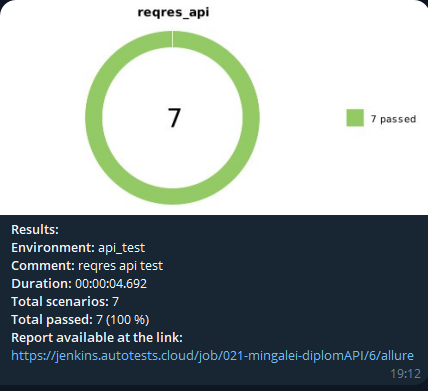 reqres_api
7
7 passed
Results:
Environment: api_test
Comment: reqres api test
Duration: 00:00:04.692
Total scenarios: 7
Total passed: 7 (100 %)
Report available at the link:
https://jenkins.autotests.cloud/job/021-mingalei-diplomAPI/6/allure
19:12